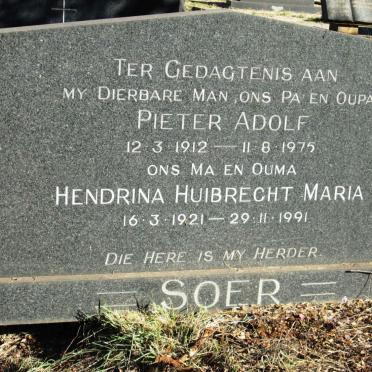 TER GEDAGTENIS AAN
MY DIERBARE MAN, ONS PA EN OUPA
PIETER ADOLF
12·3·1912 — 11·8·1975
ONS MA EN OUMA
HENDRINA HUIBRECHT MARIA
16·3·1921 — 29·11·1991
DIE HERE IS MY HERDER.
SOER